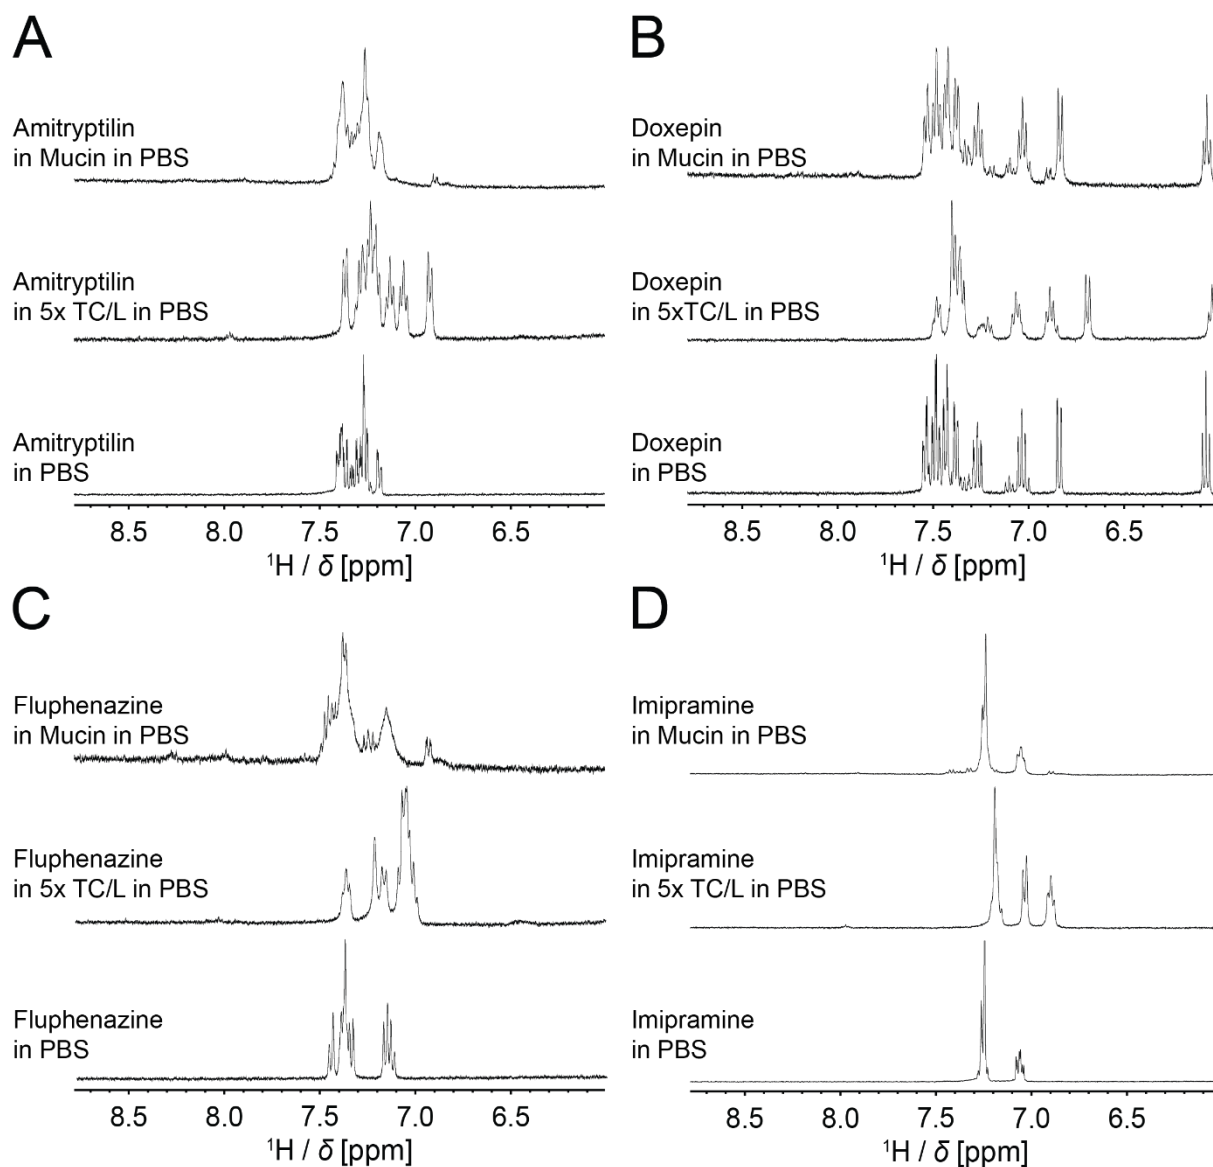 A
Amitryptilin
in Mucin in PBS
Amitryptilin
in 5x TC/L in PBS
Amitryptilin
in PBS
8.5 8.0 7.5 7.0 6.5
¹H / δ [ppm]
B
Doxepin
in Mucin in PBS
Doxepin
in 5xTC/L in PBS
Doxepin
in PBS
8.5 8.0 7.5 7.0 6.5
¹H / δ [ppm]
C
Fluphenazine
in Mucin in PBS
Fluphenazine
in 5x TC/L in PBS
Fluphenazine
in PBS
8.5 8.0 7.5 7.0 6.5
¹H / δ [ppm]
D
Imipramine
in Mucin in PBS
Imipramine
in 5x TC/L in PBS
Imipramine
in PBS
8.5 8.0 7.5 7.0 6.5
¹H / δ [ppm]